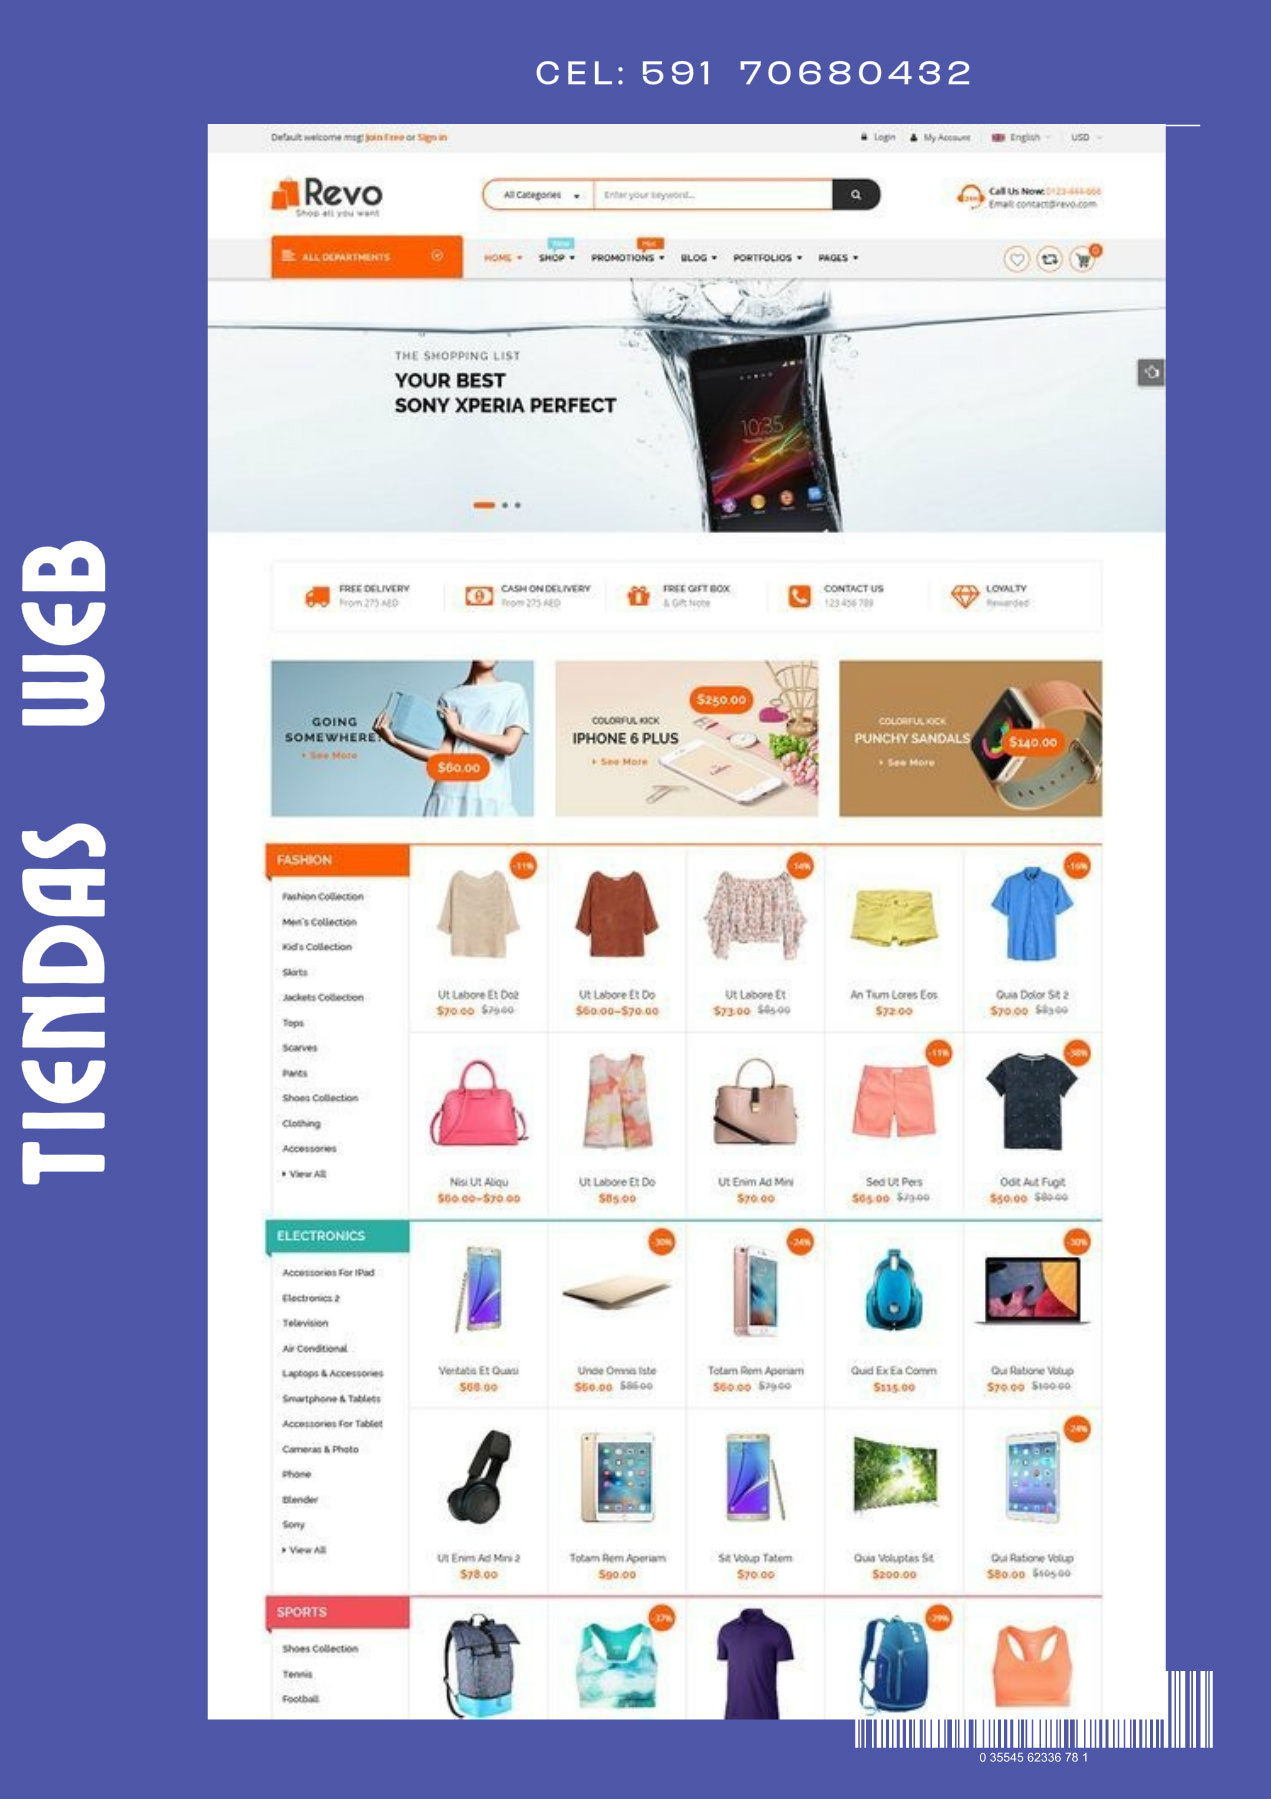 CEL: 591 70680432
Default welcome msg! Join Free or Sign in
Login
My Account
English
USD
Revo
Shop all you want
All Categories
Enter your keyword...
Call Us Now: 0123-444-666
Email: contact@revo.com
ALL DEPARTMENTS
New
Hot
HOME
SHOP
PROMOTIONS
BLOG
PORTFOLIOS
PAGES
0
THE SHOPPING LIST
YOUR BEST
SONY XPERIA PERFECT
10:35
TIENDAS WEB
FREE DELIVERY
From 275 AED
CASH ON DELIVERY
From 275 AED
FREE GIFT BOX
& Gift Note
CONTACT US
123 456 789
LOYALTY
Rewarded
GOING
SOMEWHERE?
See More
$60.00
COLORFUL KICK
IPHONE 6 PLUS
See More
$250.00
COLORFUL KICK
PUNCHY SANDALS
See More
$140.00
FASHION
Fashion Collection
Men's Collection
Kid's Collection
Skirts
Jackets Collection
Tops
Scarves
Pants
Shoes Collection
Clothing
Accessories
View All
-11%
Ut Labore Et Do2
$70.00 $79.00
Ut Labore Et Do
$60.00–$70.00
-14%
Ut Labore Et
$73.00 $85.00
An Tium Lores Eos
$72.00
-16%
Quia Dolor Sit 2
$70.00 $83.00
Nisi Ut Aliqu
$60.00–$70.00
Ut Labore Et Do
$85.00
Ut Enim Ad Mini
$70.00
-11%
Sed Ut Pers
$65.00 $73.00
-38%
Odit Aut Fugit
$50.00 $80.00
ELECTRONICS
Accessories For IPad
Electronics 2
Television
Air Conditional
Laptops & Accessories
Smartphone & Tablets
Accessories For Tablet
Cameras & Photo
Phone
Blender
Sony
View All
Veritatis Et Quasi
$68.00
-30%
Unde Omnis Iste
$60.00 $86.00
-24%
Totam Rem Aperiam
$60.00 $79.00
Quid Ex Ea Comm
$115.00
-30%
Qui Ratione Volup
$70.00 $100.00
Ut Enim Ad Mini 2
$78.00
Totam Rem Aperiam
$90.00
Sit Volup Tatem
$70.00
Quia Voluptas Sit
$200.00
-24%
Qui Ratione Volup
$80.00 $105.00
SPORTS
Shoes Collection
Tennis
Football
-37%
-29%
0 35545 62336 78 1